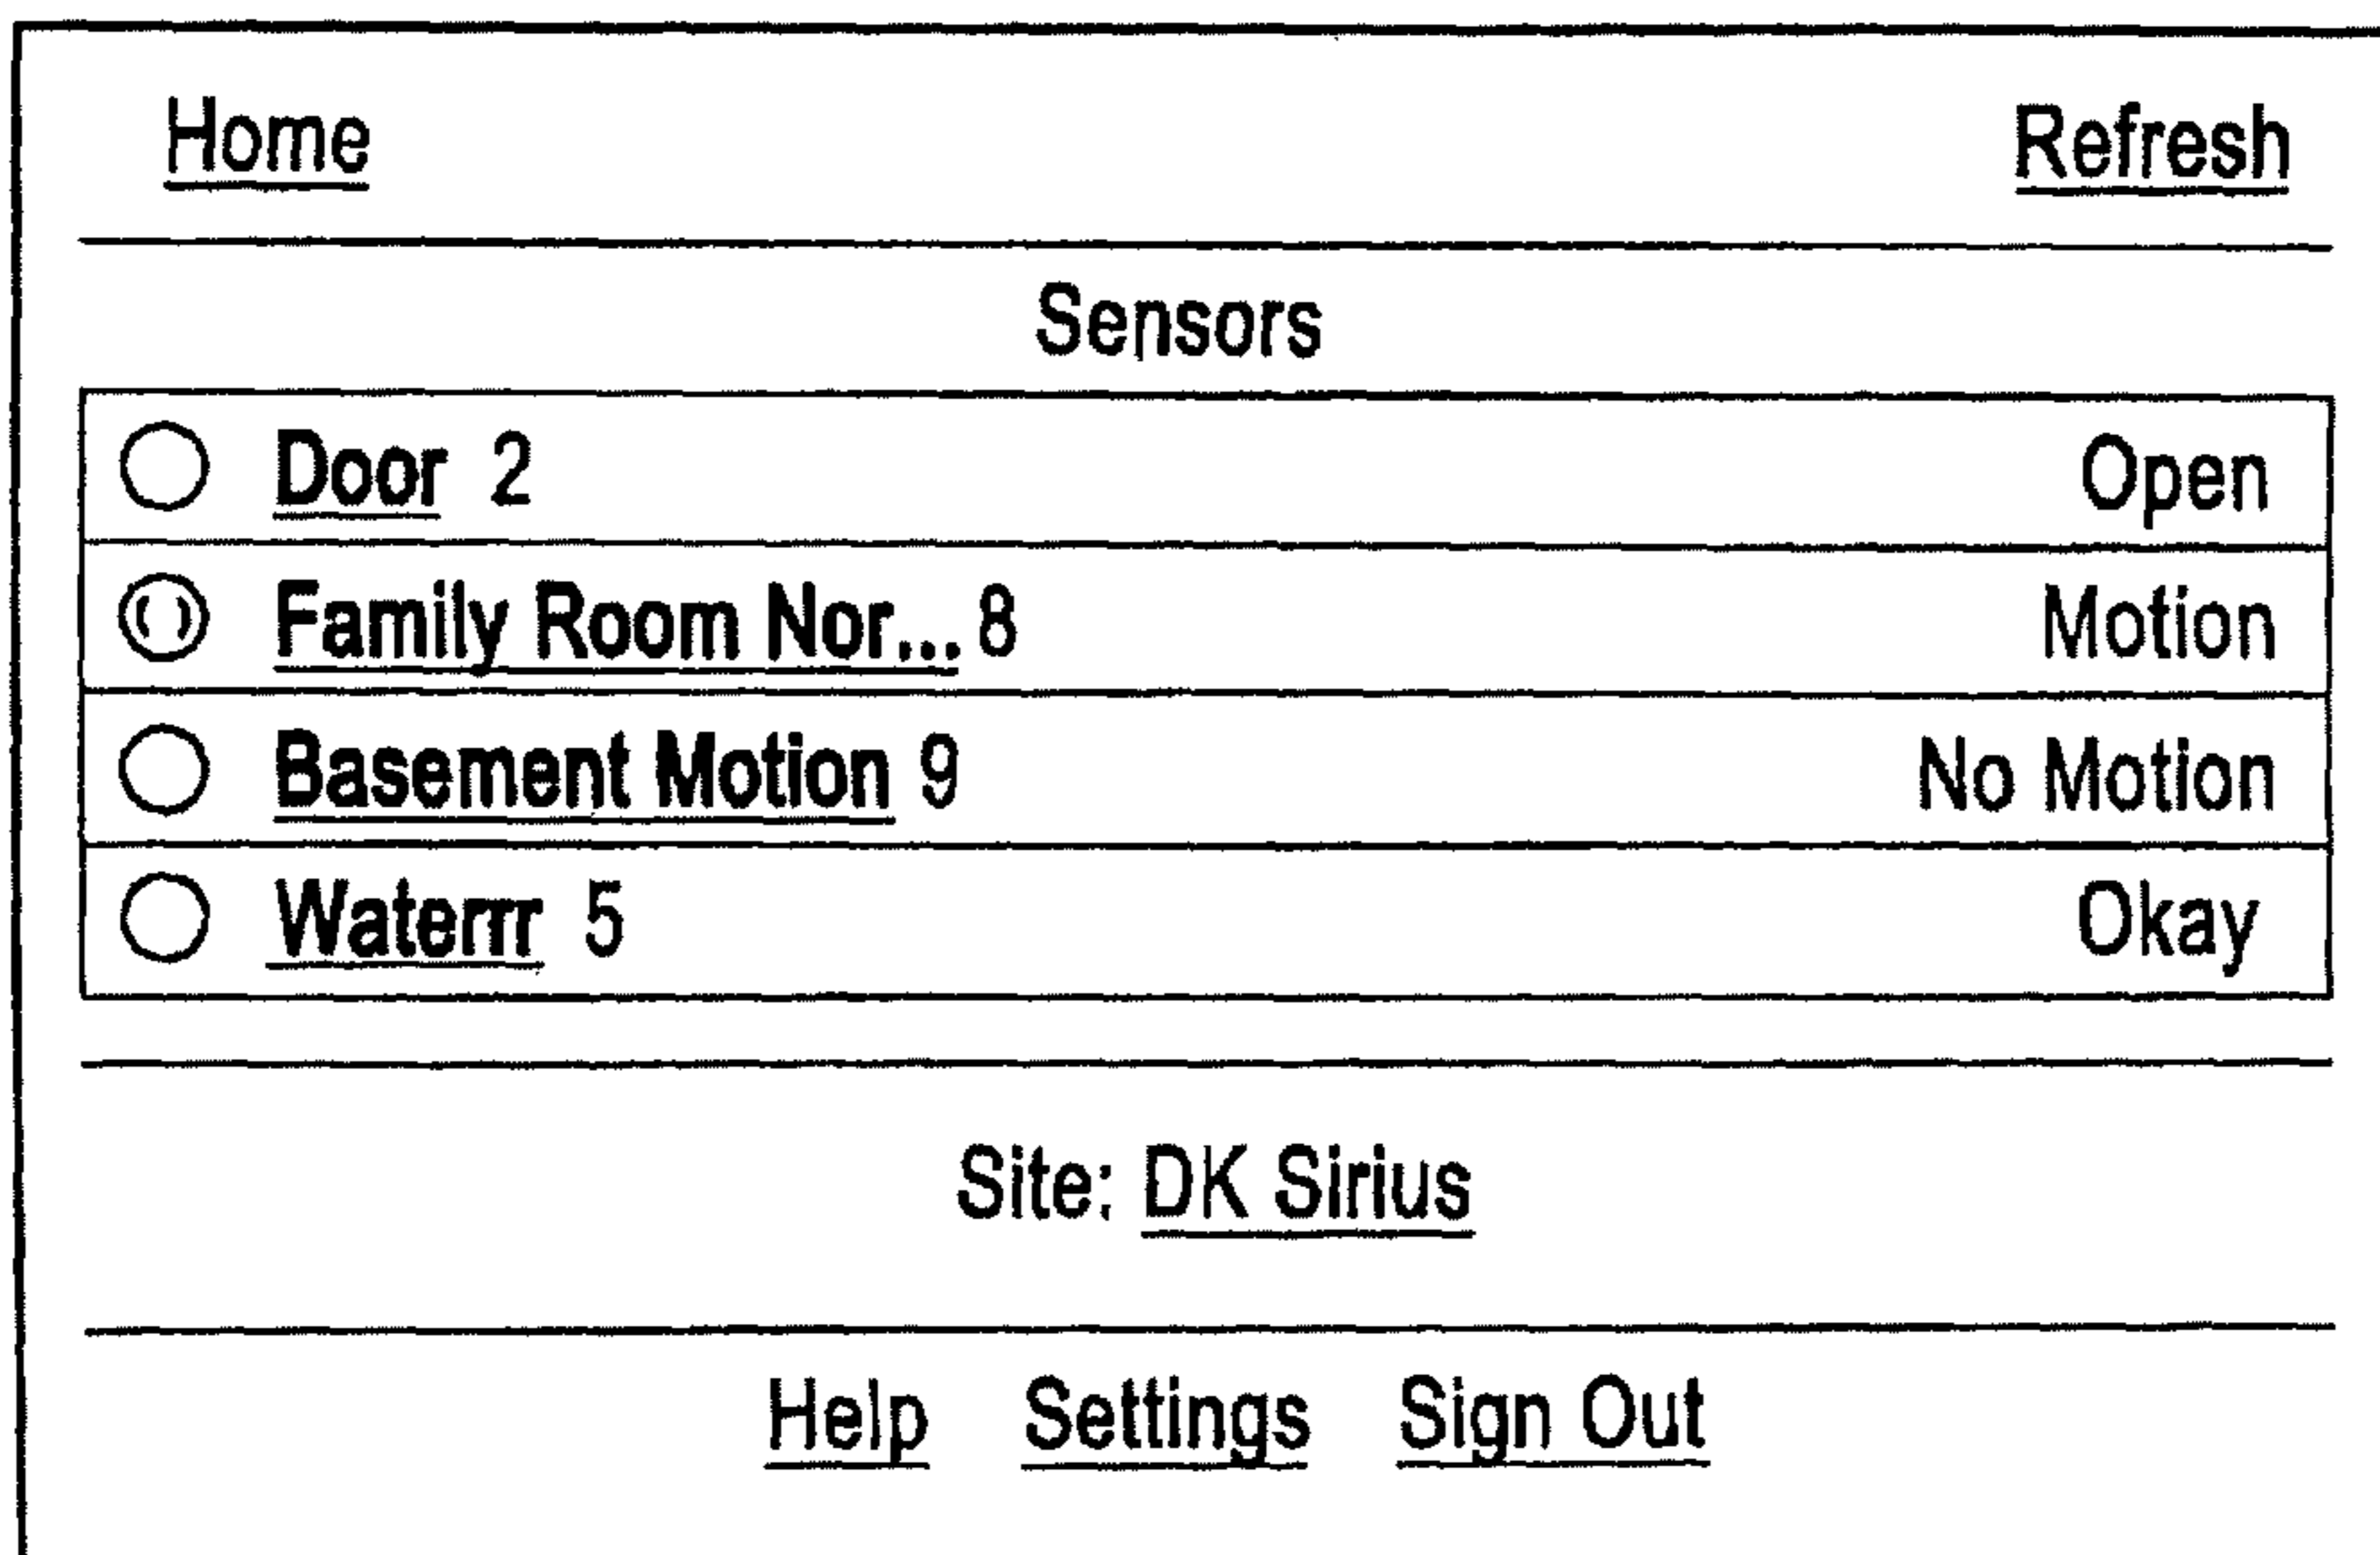 Home Refresh
Sensors
Door 2 Open
Family Room Nor... 8 Motion
Basement Motion 9 No Motion
Waterrr 5 Okay
Site: DK Sirius
Help Settings Sign Out